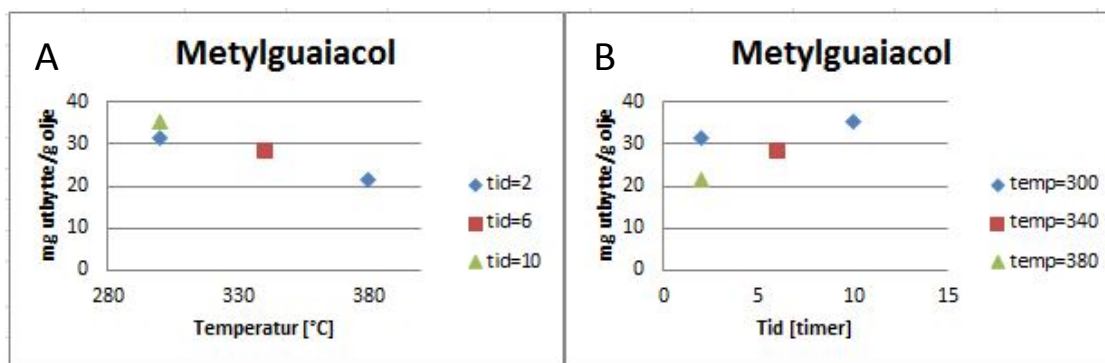 A
Metylguaiacol
mg utbytte/g olje
40
30
20
10
0
280 330 380
Temperatur [°C]
tid=2
tid=6
tid=10
B
Metylguaiacol
mg utbytte/g olje
40
30
20
10
0
0 5 10 15
Tid [timer]
temp=300
temp=340
temp=380